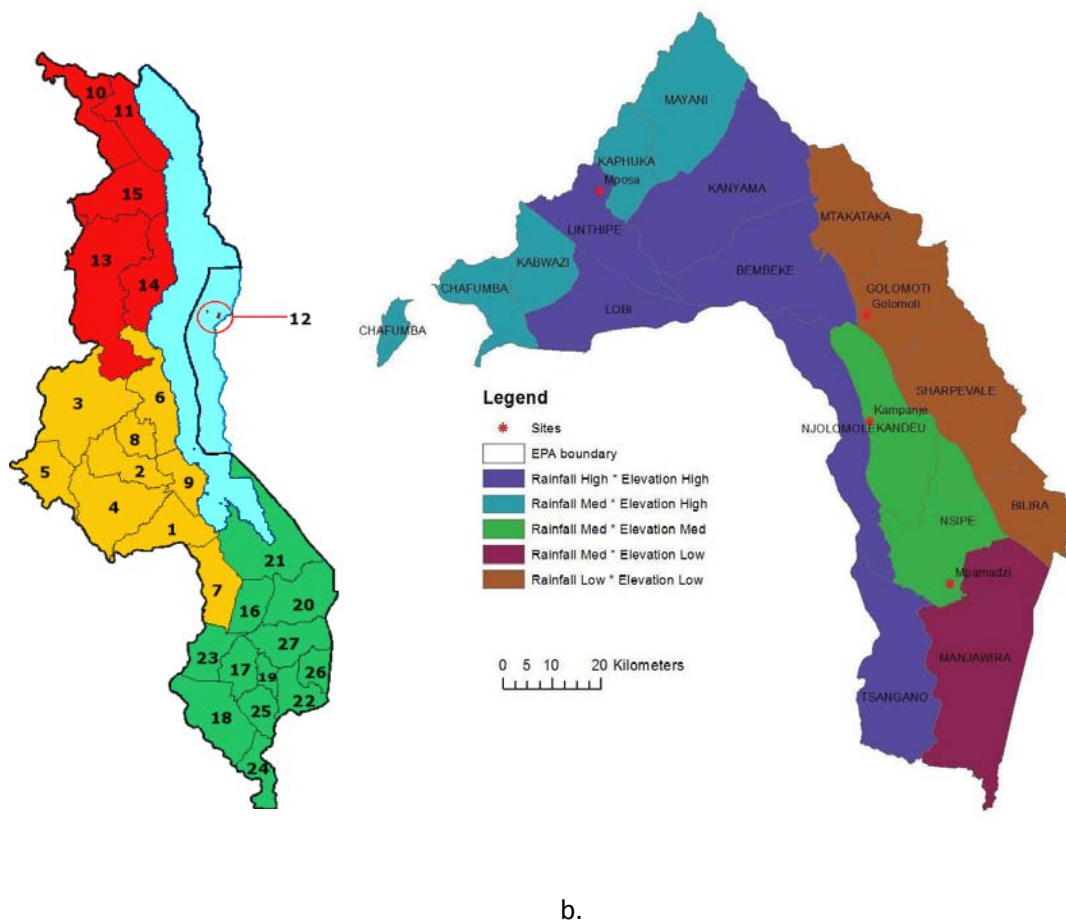 10
11
15
13
14
12
3
6
8
5
2
9
4
1
21
7
16
20
23
27
17
19
26
22
18
25
24
MAYANI
KAPHUKA
Mposa
KANYAMA
LINTHIPE
MTAKATAKA
KABWAZI
BEMBEKE
CHAFUMBA
GOLOMOTI
Golomoti
LOBI
CHAFUMBA
SHARPEVALE
Kampanje
NJOLOMOLE
KANDEU
BILIRA
NSIPE
Mpamadzi
MANJAWIRA
TSANGANO
Legend
Sites
EPA boundary
Rainfall High * Elevation High
Rainfall Med * Elevation High
Rainfall Med * Elevation Med
Rainfall Med * Elevation Low
Rainfall Low * Elevation Low
0 5 10 20 Kilometers
b.